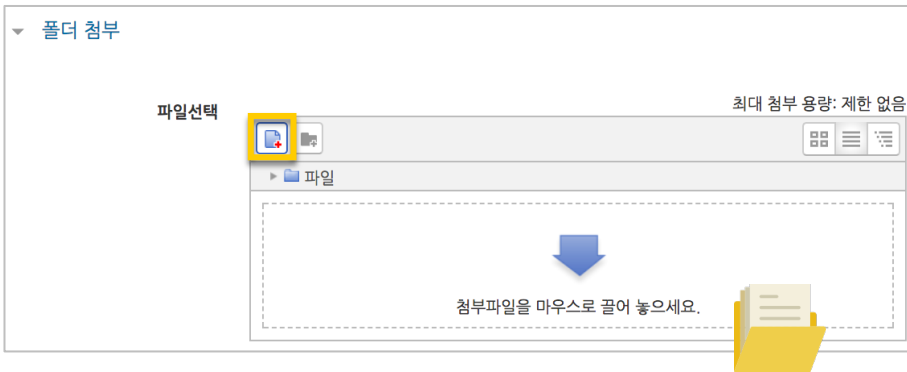 폴더 첨부
최대 첨부 용량: 제한 없음
파일선택
파일
첨부파일을 마우스로 끌어 놓으세요.